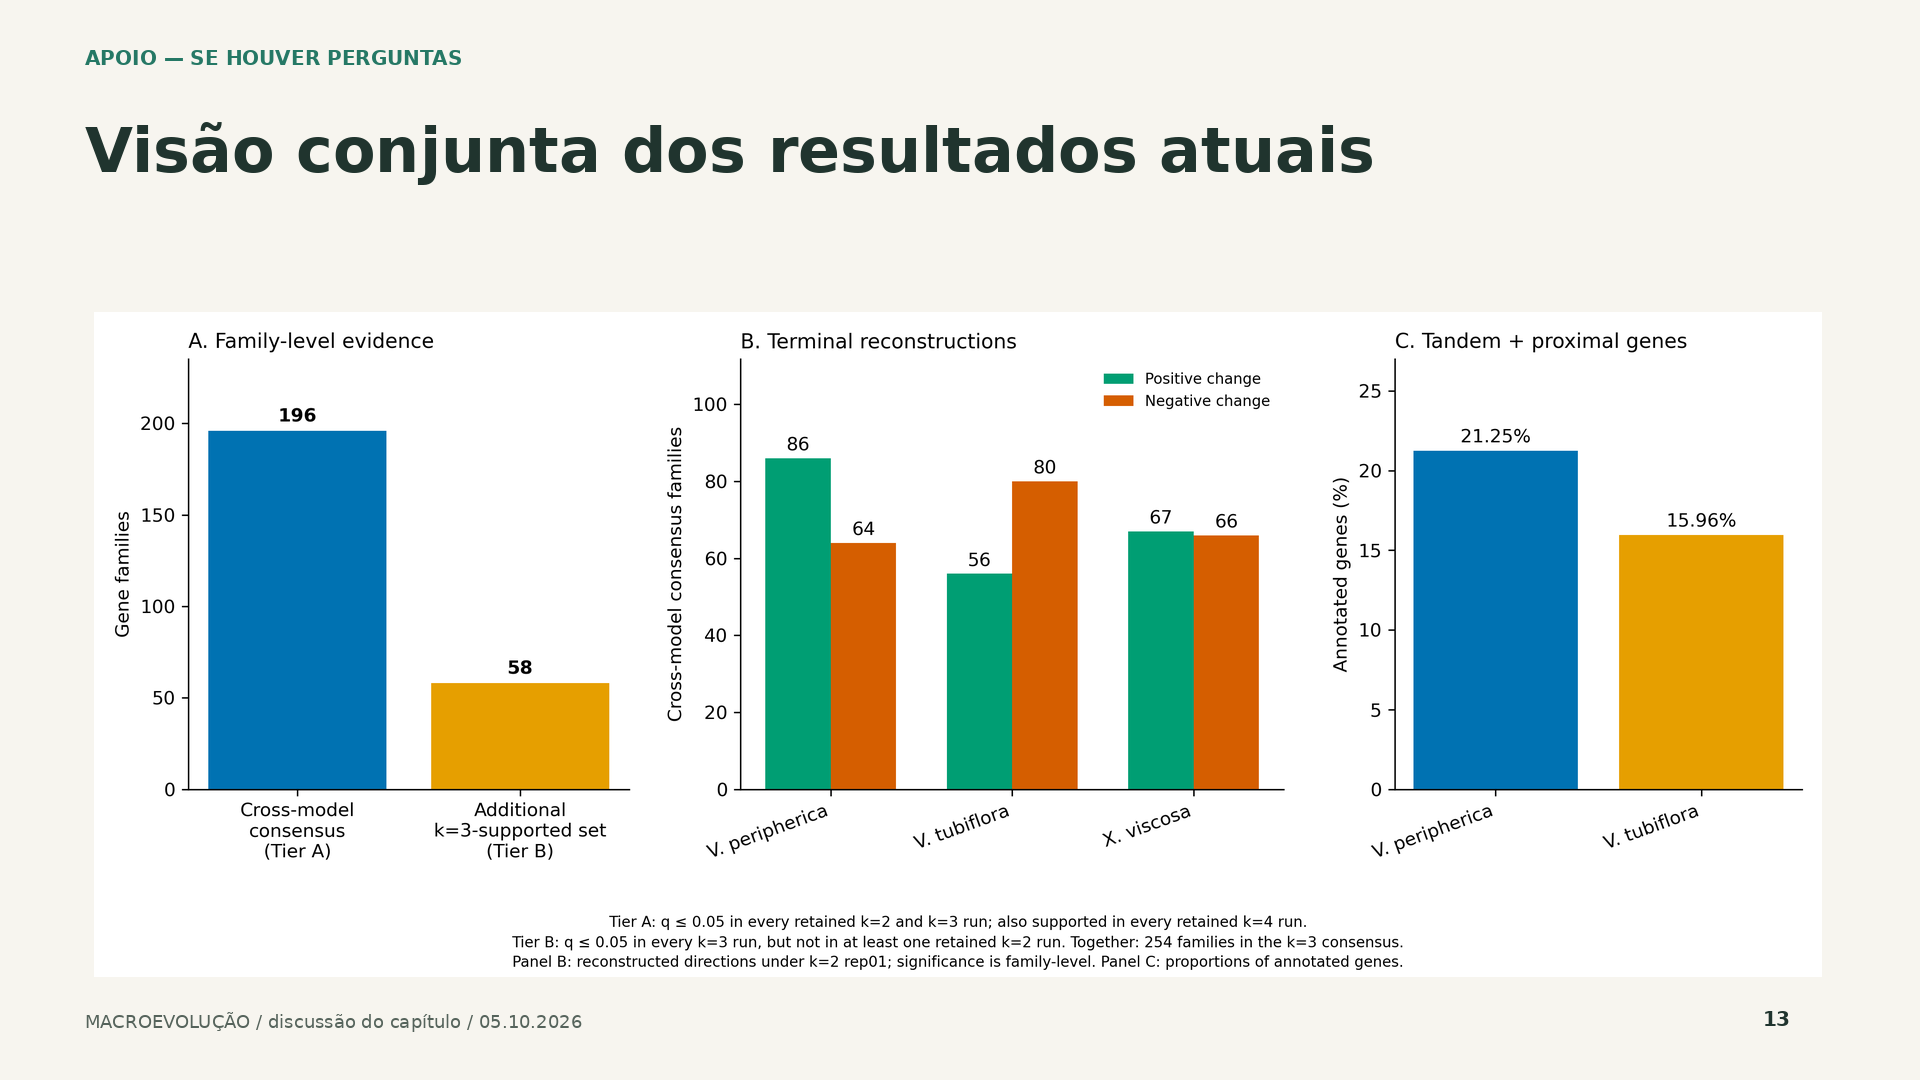 APOIO — SE HOUVER PERGUNTAS
Visão conjunta dos resultados atuais
A. Family-level evidence
Gene families
200
150
100
50
0
196
58
Cross-model
consensus
(Tier A)
Additional
k=3-supported set
(Tier B)
B. Terminal reconstructions
Positive change
Negative change
Cross-model consensus families
100
80
60
40
20
0
86
64
56
80
67
66
V. peripherica
V. tubiflora
X. viscosa
C. Tandem + proximal genes
Annotated genes (%)
25
20
15
10
5
0
21.25%
15.96%
V. peripherica
V. tubiflora
Tier A: q ≤ 0.05 in every retained k=2 and k=3 run; also supported in every retained k=4 run.
Tier B: q ≤ 0.05 in every k=3 run, but not in at least one retained k=2 run. Together: 254 families in the k=3 consensus.
Panel B: reconstructed directions under k=2 rep01; significance is family-level. Panel C: proportions of annotated genes.
MACROEVOLUÇÃO / discussão do capítulo / 05.10.2026
13